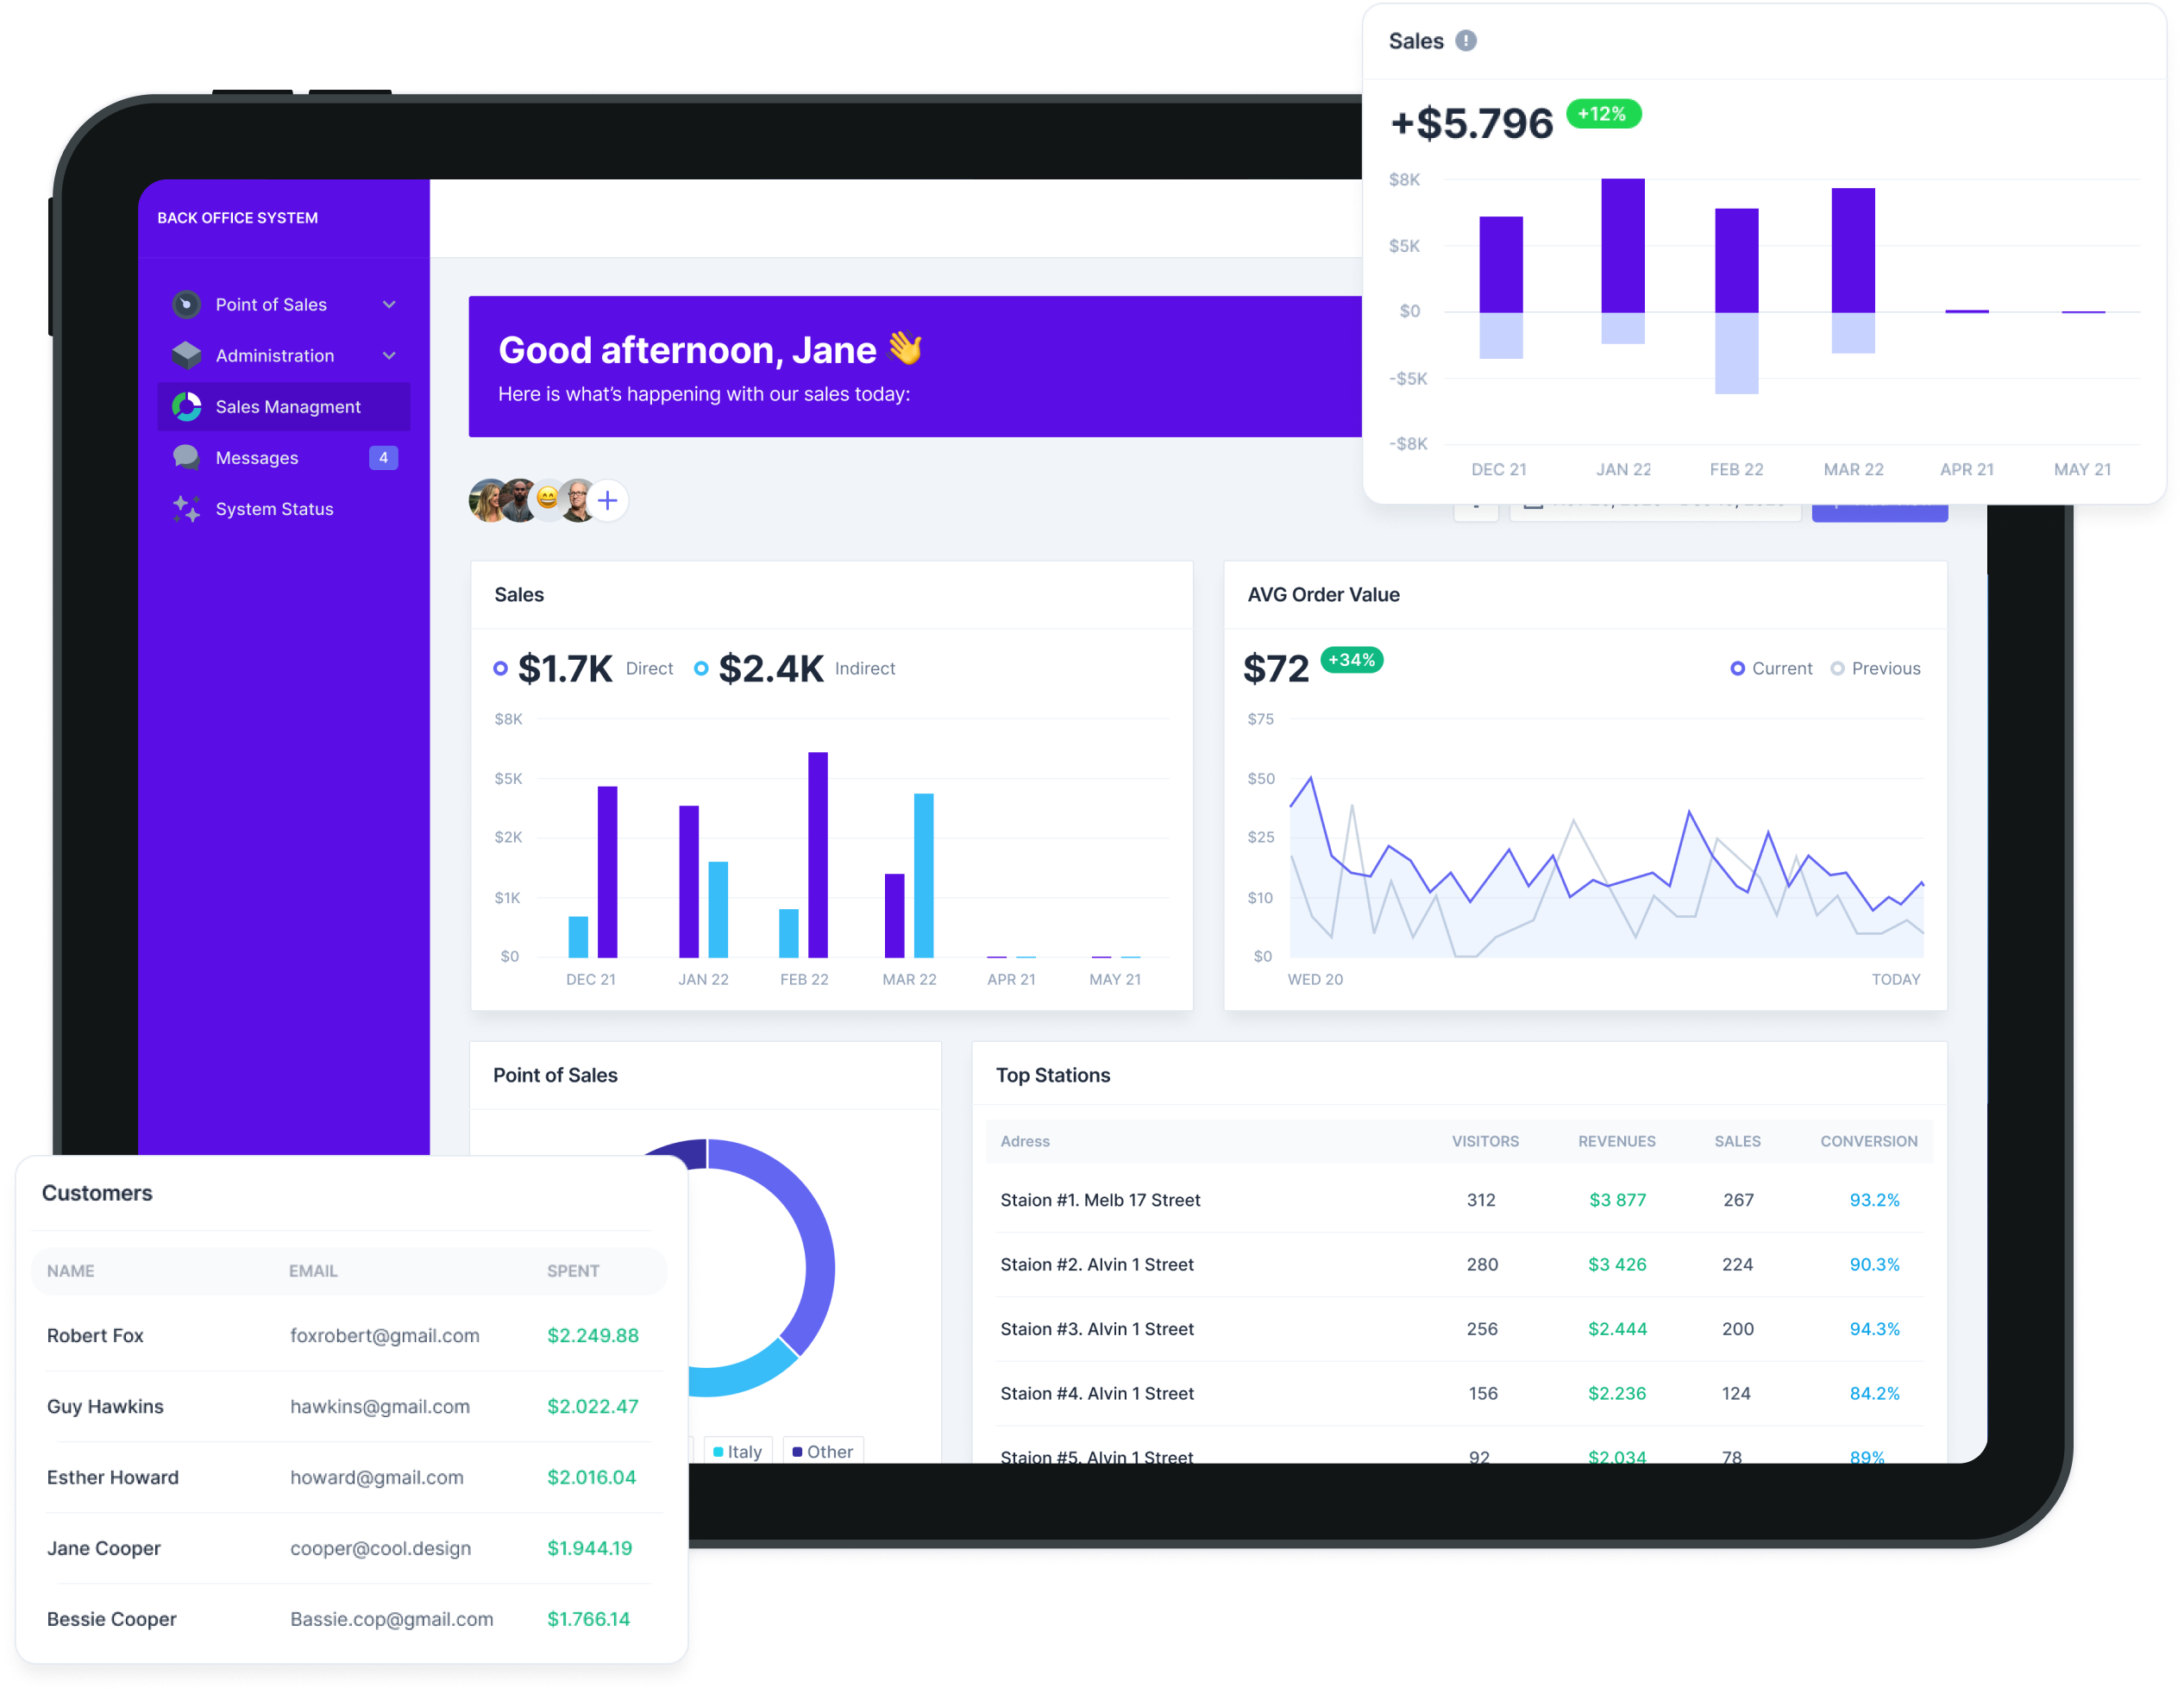 Sales
+$5.796 +12%
$8K
$5K
$0
-$5K
-$8K
DEC 21 JAN 22 FEB 22 MAR 22 APR 21 MAY 21
BACK OFFICE SYSTEM
Point of Sales
Administration
Sales Managment
Messages 4
System Status
Good afternoon, Jane
Here is what’s happening with our sales today:
Sales
$1.7K Direct $2.4K Indirect
$8K
$5K
$2K
$1K
$0
DEC 21 JAN 22 FEB 22 MAR 22 APR 21 MAY 21
AVG Order Value
$72 +34% Current Previous
$75
$50
$25
$10
$0
WED 20 TODAY
Point of Sales
Italy Other
Top Stations
Adress VISITORS REVENUES SALES CONVERSION
Staion #1. Melb 17 Street 312 $3 877 267 93.2%
Staion #2. Alvin 1 Street 280 $3 426 224 90.3%
Staion #3. Alvin 1 Street 256 $2.444 200 94.3%
Staion #4. Alvin 1 Street 156 $2.236 124 84.2%
Staion #5. Alvin 1 Street 92 $2.034 78 89%
Customers
NAME EMAIL SPENT
Robert Fox foxrobert@gmail.com $2.249.88
Guy Hawkins hawkins@gmail.com $2.022.47
Esther Howard howard@gmail.com $2.016.04
Jane Cooper cooper@cool.design $1.944.19
Bessie Cooper Bassie.cop@gmail.com $1.766.14